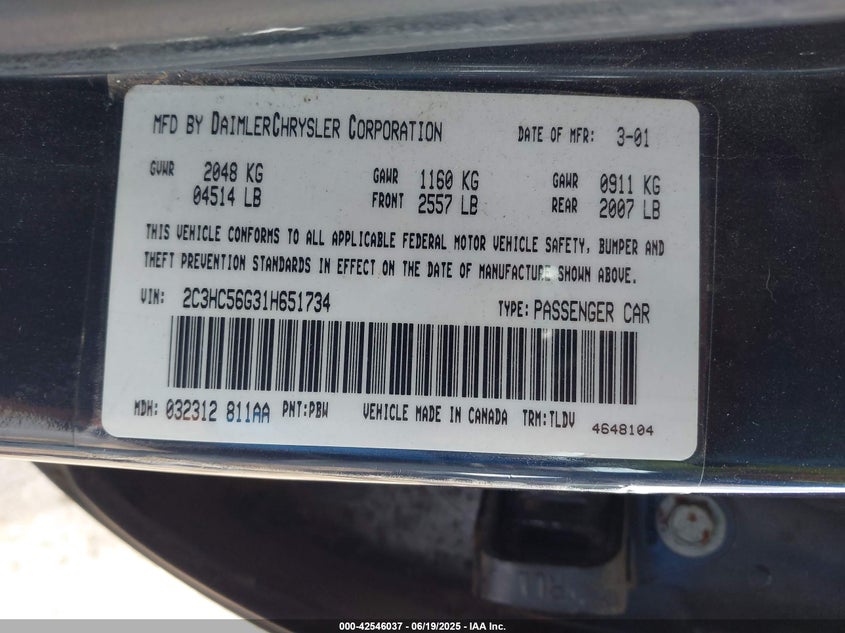 MFD BY DAIMLERCHRYSLER CORPORATION DATE OF MFR: 3-01
GVWR 2048 KG GAWR 1160 KG GAWR 0911 KG
04514 LB FRONT 2557 LB REAR 2007 LB
THIS VEHICLE CONFORMS TO ALL APPLICABLE FEDERAL MOTOR VEHICLE SAFETY, BUMPER AND
THEFT PREVENTION STANDARDS IN EFFECT ON THE DATE OF MANUFACTURE SHOWN ABOVE.
VIN: 2C3HC56G31H651734 TYPE: PASSENGER CAR
MDH: 032312 811AA PNT:PBW VEHICLE MADE IN CANADA TRM:TLDV 4648104
000-42546037 - 06/19/2025 - IAA Inc.